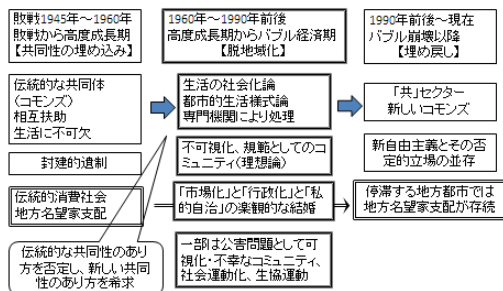 敗戦1945年～1960年
敗戦から高度成長期
【共同性の埋め込み】
1960年～1990年前後
高度成長期からバブル経済期
【脱地域化】
1990年前後～現在
バブル崩壊以降
【埋め戻し】
伝統的な共同体
(コモンズ)
相互扶助
生活に不可欠
生活の社会化論
都市的生活様式論
専門機関により処理
「共」セクター
新しいコモンズ
封建的遺制
不可視化、規範としてのコ
ミュニティ(理想論)
新自由主義とその否
定的立場の並存
伝統的消費社会
地方名望家支配
「市場化」と「行政化」と「私
的自治」の楽観的な結婚
停滞する地方都市では
地方名望家支配が存続
伝統的な共同性のあり
方を否定し、新しい共同
性のあり方を希求
一部は公害問題として可
視化・不幸なコミュニティ、
社会運動化、生協運動